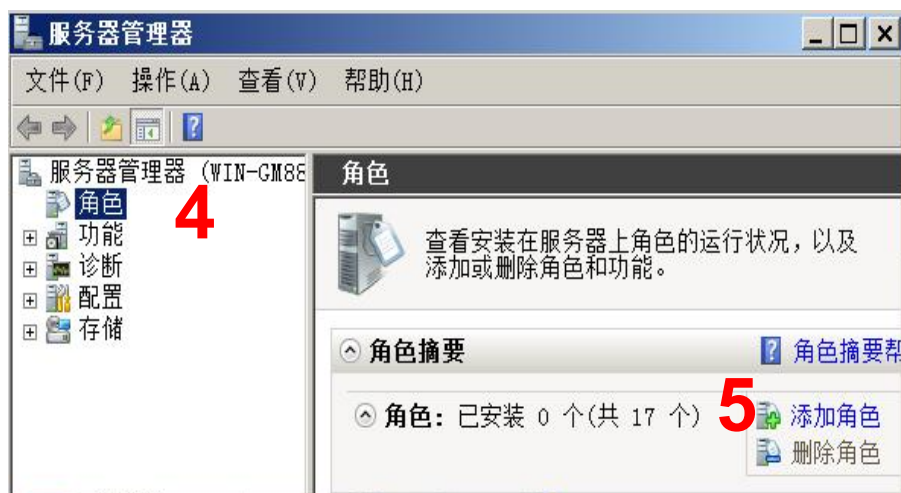 服务器管理器
文件(F) 操作(A) 查看(V) 帮助(H)
服务器管理器 (WIN-GM88
角色
4
功能
诊断
配置
存储
角色
查看安装在服务器上角色的运行状况，以及
添加或删除角色和功能。
角色摘要
角色摘要帮
角色：已安装 0 个(共 17 个)
5
添加角色
删除角色